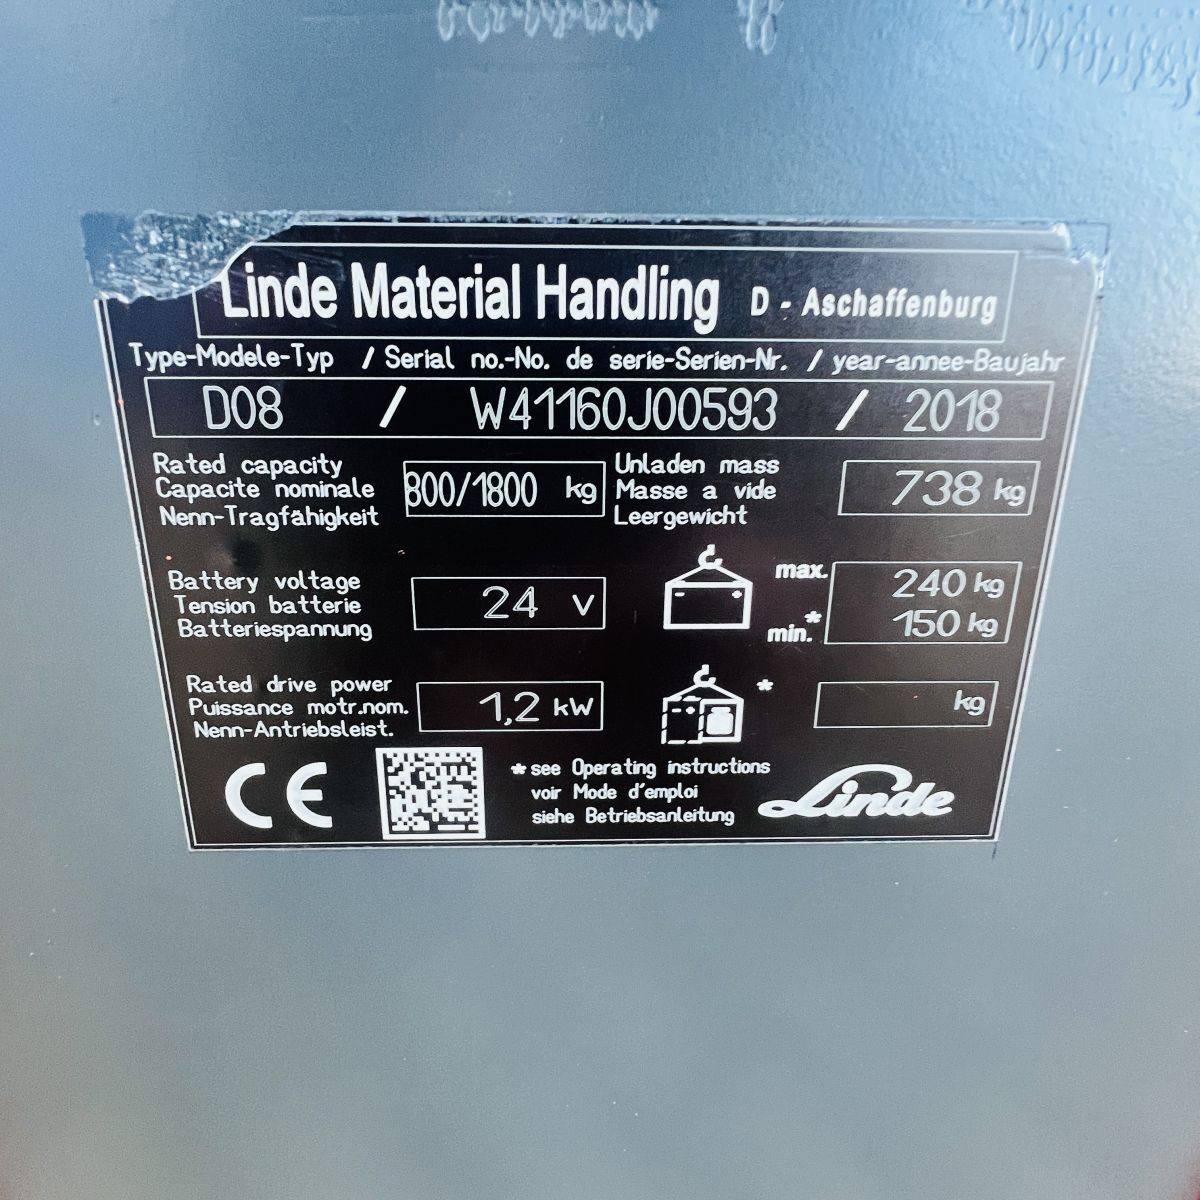 Linde Material Handling D - Aschaffenburg
Type-Modele-Typ / Serial no.-No. de serie-Serien-Nr. / year-annee-Baujahr
D08 / W41160J00593 / 2018
Rated capacity
Capacite nominale
Nenn-Tragfähigkeit
800/1800 kg
Unladen mass
Masse a vide
Leergewicht
738 kg
Battery voltage
Tension batterie
Batteriespannung
24 V
max. 240 kg
min.* 150 kg
Rated drive power
Puissance motr.nom.
Nenn-Antriebsleist.
1,2 kW
* kg
CE
* see Operating instructions
voir Mode d'emploi
siehe Betriebsanleitung
Linde